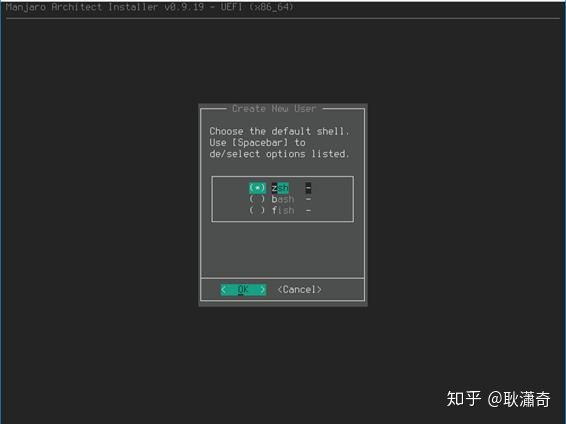 Manjaro Architect Installer v0.9.19 - UEFI (x86_64)
Create New User
Choose the default shell.
Use [Spacebar] to
de/select options listed.
(*) zsh -
( ) bash -
( ) fish -
< OK > <Cancel>
知乎 @耿瀟奇